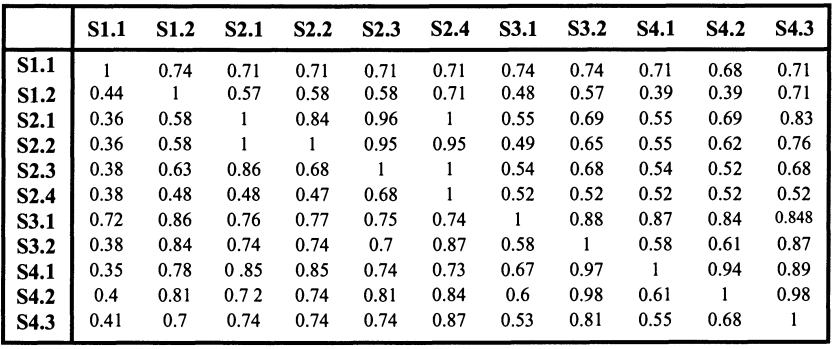 S1.1 S1.2 S2.1 S2.2 S2.3 S2.4 S3.1 S3.2 S4.1 S4.2 S4.3
S1.1 1 0.74 0.71 0.71 0.71 0.71 0.74 0.74 0.71 0.68 0.71
S1.2 0.44 1 0.57 0.58 0.58 0.71 0.48 0.57 0.39 0.39 0.71
S2.1 0.36 0.58 1 0.84 0.96 1 0.55 0.69 0.55 0.69 0.83
S2.2 0.36 0.58 1 1 0.95 0.95 0.49 0.65 0.55 0.62 0.76
S2.3 0.38 0.63 0.86 0.68 1 1 0.54 0.68 0.54 0.52 0.68
S2.4 0.38 0.48 0.48 0.47 0.68 1 0.52 0.52 0.52 0.52 0.52
S3.1 0.72 0.86 0.76 0.77 0.75 0.74 1 0.88 0.87 0.84 0.848
S3.2 0.38 0.84 0.74 0.74 0.7 0.87 0.58 1 0.58 0.61 0.87
S4.1 0.35 0.78 0 .85 0.85 0.74 0.73 0.67 0.97 1 0.94 0.89
S4.2 0.4 0.81 0.7 2 0.74 0.81 0.84 0.6 0.98 0.61 1 0.98
S4.3 0.41 0.7 0.74 0.74 0.74 0.87 0.53 0.81 0.55 0.68 1